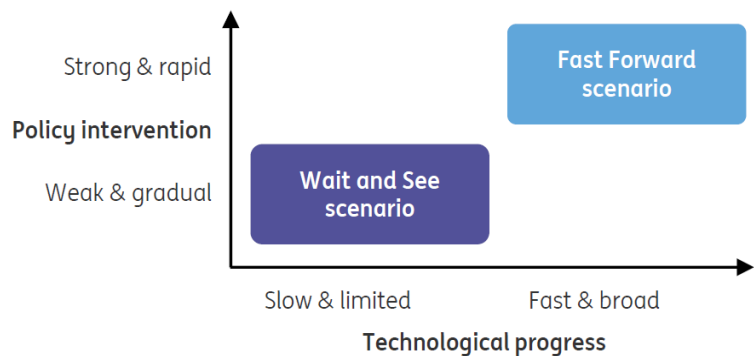 Strong & rapid
Fast Forward
scenario
Policy intervention
Weak & gradual
Wait and See
scenario
Slow & limited
Fast & broad
Technological progress